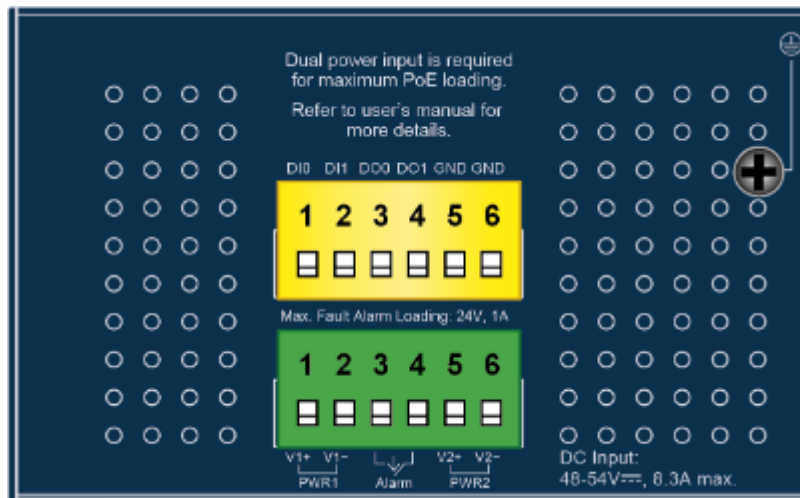 Dual power input is required
for maximum PoE loading.
Refer to user's manual for
more details.
DI0 DI1 DO0 DO1 GND GND
1 2 3 4 5 6
Max. Fault Alarm Loading: 24V, 1A
1 2 3 4 5 6
V1+ V1- V2+ V2-
PWR1 Alarm PWR2
DC Input:
48-54V⎓, 8.3A max.